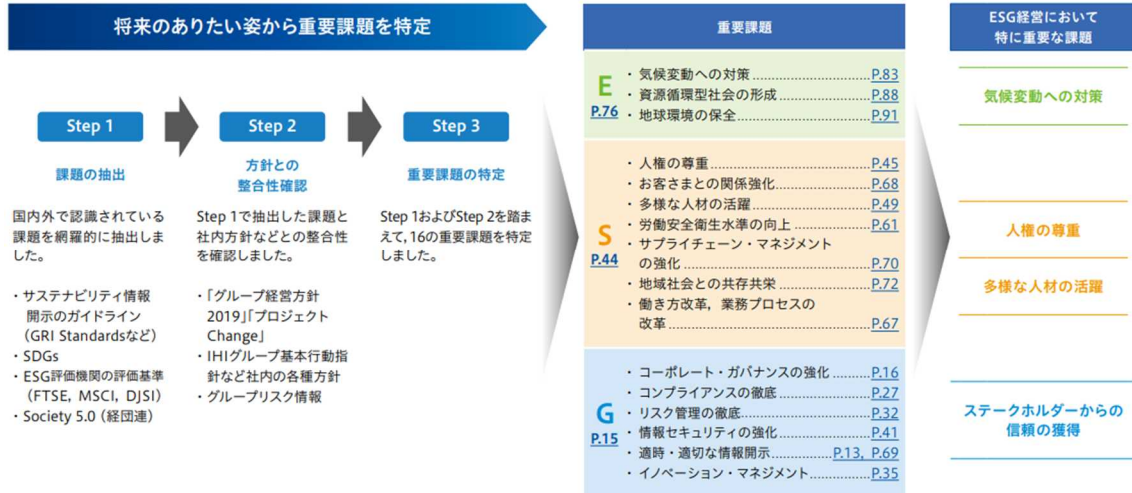 将来のありたい姿から重要課題を特定
Step 1
課題の抽出
国内外で認識されている
課題を網羅的に抽出しま
した。
・サステナビリティ情報
開示のガイドライン
（GRI Standardsなど）
・SDGs
・ESG評価機関の評価基準
（FTSE, MSCI, DJSI）
・Society 5.0（経団連）
Step 2
方針との
整合性確認
Step 1で抽出した課題と
社内方針などとの整合性
を確認しました。
・「グループ経営方針
2019」「プロジェクト
Change」
・IHIグループ基本行動指
針など社内の各種方針
・グループリスク情報
Step 3
重要課題の特定
Step 1およびStep 2を踏ま
えて，16の重要課題を特定
しました。
重要課題
E
P.76
・気候変動への対策 P.83
・資源循環型社会の形成 P.88
・地球環境の保全 P.91
S
P.44
・人権の尊重 P.45
・お客さまとの関係強化 P.68
・多様な人材の活躍 P.49
・労働安全衛生水準の向上 P.61
・サプライチェーン・マネジメント
の強化 P.70
・地域社会との共存共栄 P.72
・働き方改革，業務プロセスの
改革 P.67
G
P.15
・コーポレート・ガバナンスの強化 P.16
・コンプライアンスの徹底 P.27
・リスク管理の徹底 P.32
・情報セキュリティの強化 P.41
・適時・適切な情報開示 P.13, P.69
・イノベーション・マネジメント P.35
ESG経営において
特に重要な課題
気候変動への対策
人権の尊重
多様な人材の活躍
ステークホルダーからの
信頼の獲得